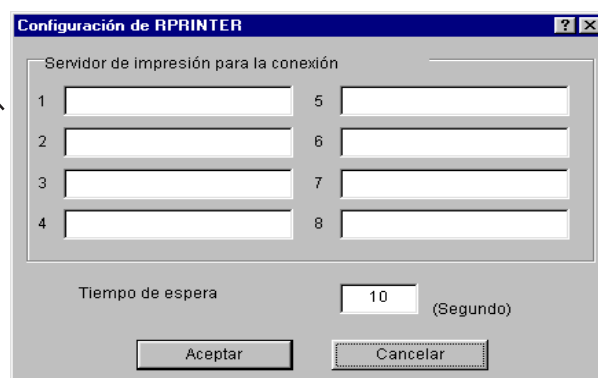 Configuración de RPRINTER
Servidor de impresión para la conexión
1 5
2 6
3 7
4 8
Tiempo de espera 10 (Segundo)
Aceptar Cancelar